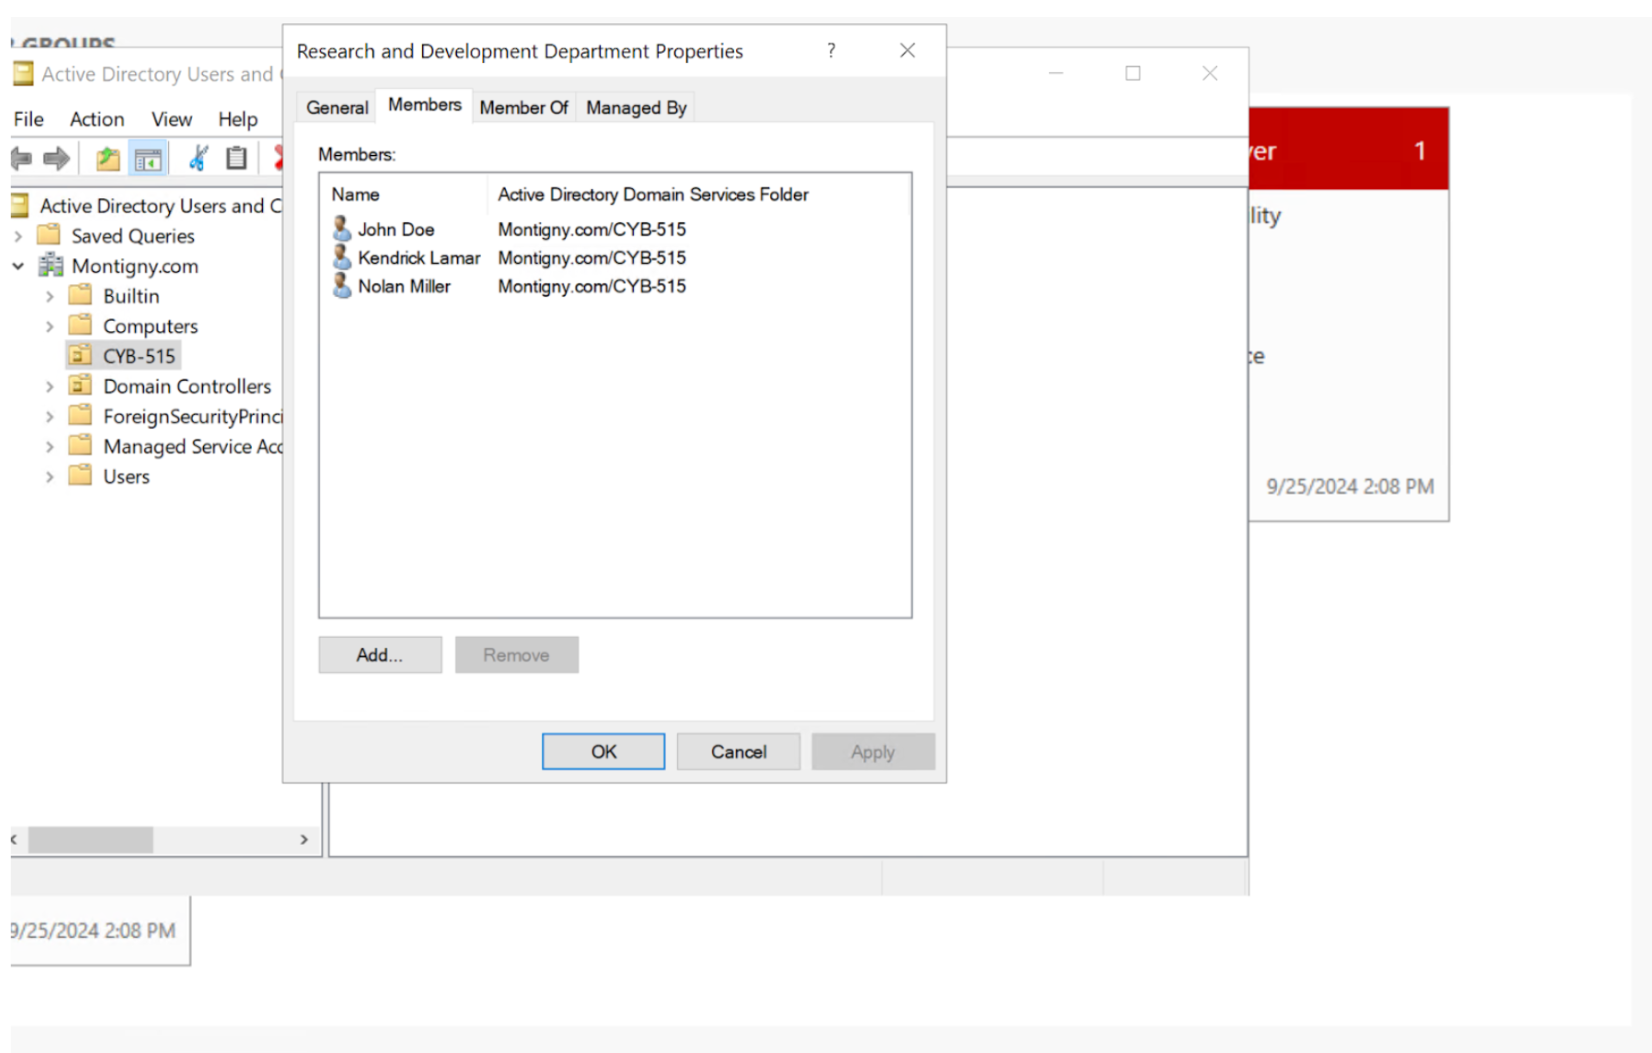 GROUPS
Active Directory Users and
File Action View Help
Active Directory Users and C
Saved Queries
Montigny.com
Builtin
Computers
CYB-515
Domain Controllers
ForeignSecurityPrinci
Managed Service Acc
Users
Research and Development Department Properties ? 
General Members Member Of Managed By
Members:
Name Active Directory Domain Services Folder
John Doe Montigny.com/CYB-515
Kendrick Lamar Montigny.com/CYB-515
Nolan Miller Montigny.com/CYB-515
Add... Remove
OK Cancel Apply
ver 1
lity
ce
9/25/2024 2:08 PM
9/25/2024 2:08 PM